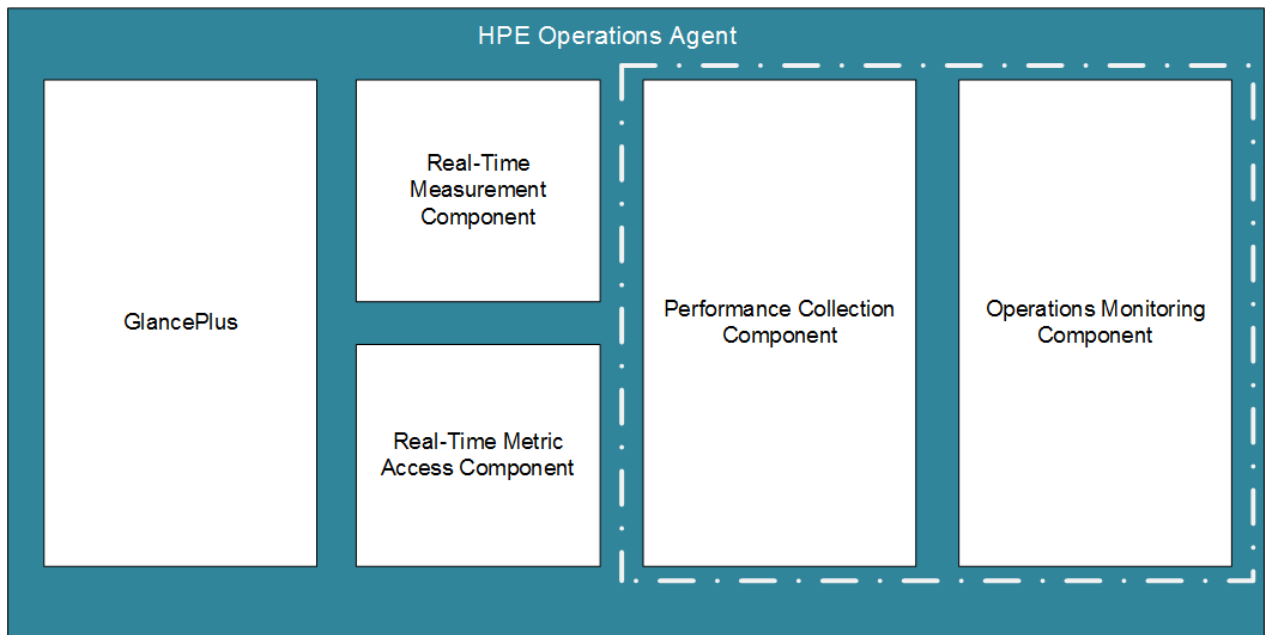 HPE Operations Agent
GlancePlus
Real-Time
Measurement
Component
Real-Time Metric
Access Component
Performance Collection
Component
Operations Monitoring
Component